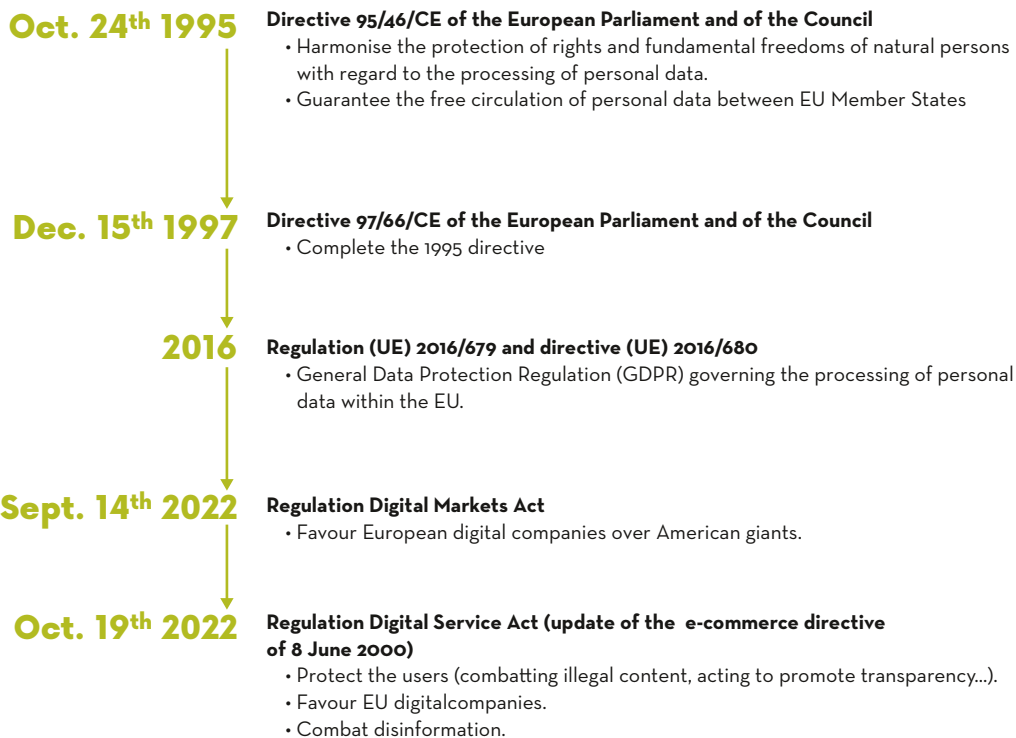 Oct. 24th 1995
Directive 95/46/CE of the European Parliament and of the Council
• Harmonise the protection of rights and fundamental freedoms of natural persons
with regard to the processing of personal data.
• Guarantee the free circulation of personal data between EU Member States
Dec. 15th 1997
Directive 97/66/CE of the European Parliament and of the Council
• Complete the 1995 directive
2016
Regulation (UE) 2016/679 and directive (UE) 2016/680
• General Data Protection Regulation (GDPR) governing the processing of personal
data within the EU.
Sept. 14th 2022
Regulation Digital Markets Act
• Favour European digital companies over American giants.
Oct. 19th 2022
Regulation Digital Service Act (update of the e-commerce directive
of 8 June 2000)
• Protect the users (combatting illegal content, acting to promote transparency...).
• Favour EU digitalcompanies.
• Combat disinformation.